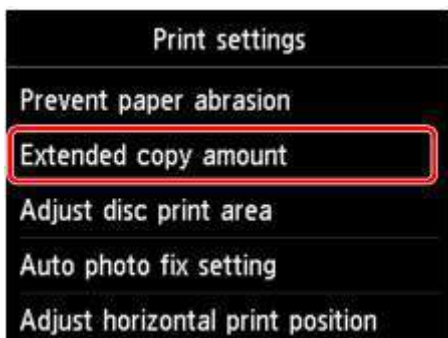 Print settings
Prevent paper abrasion
Extended copy amount
Adjust disc print area
Auto photo fix setting
Adjust horizontal print position